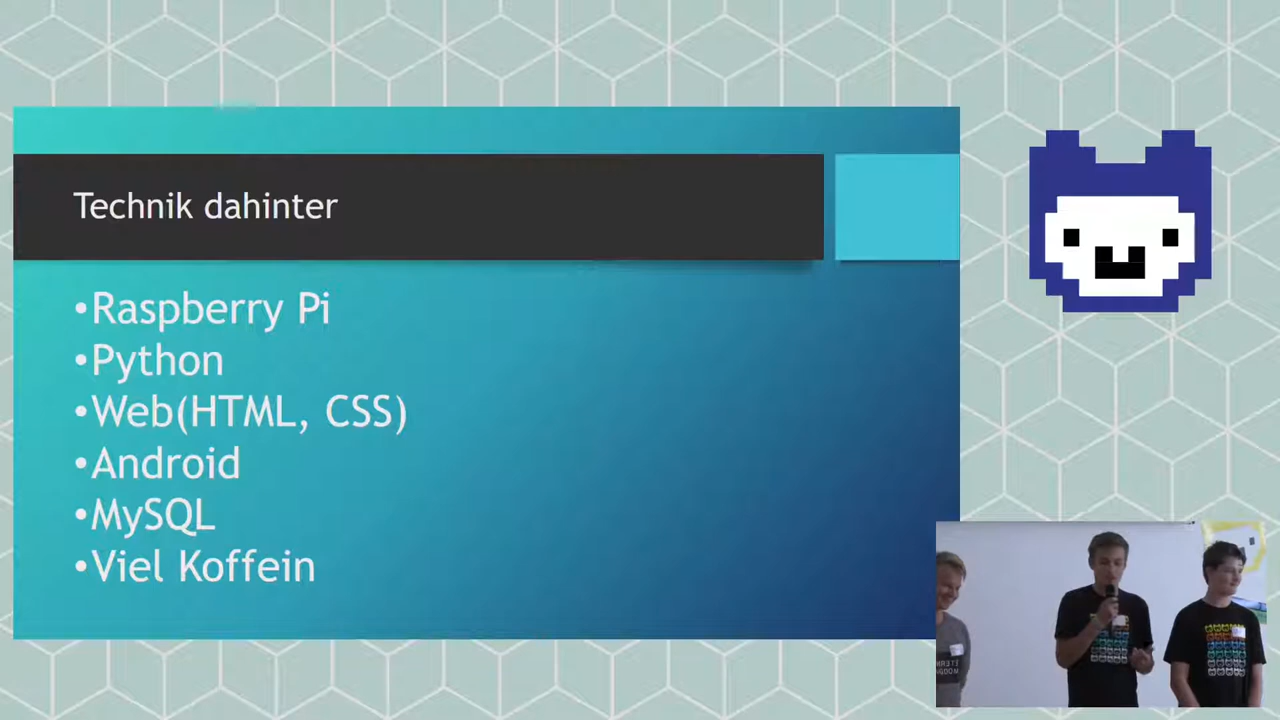 Technik dahinter
•Raspberry Pi
•Python
•Web(HTML, CSS)
•Android
•MySQL
•Viel Koffein